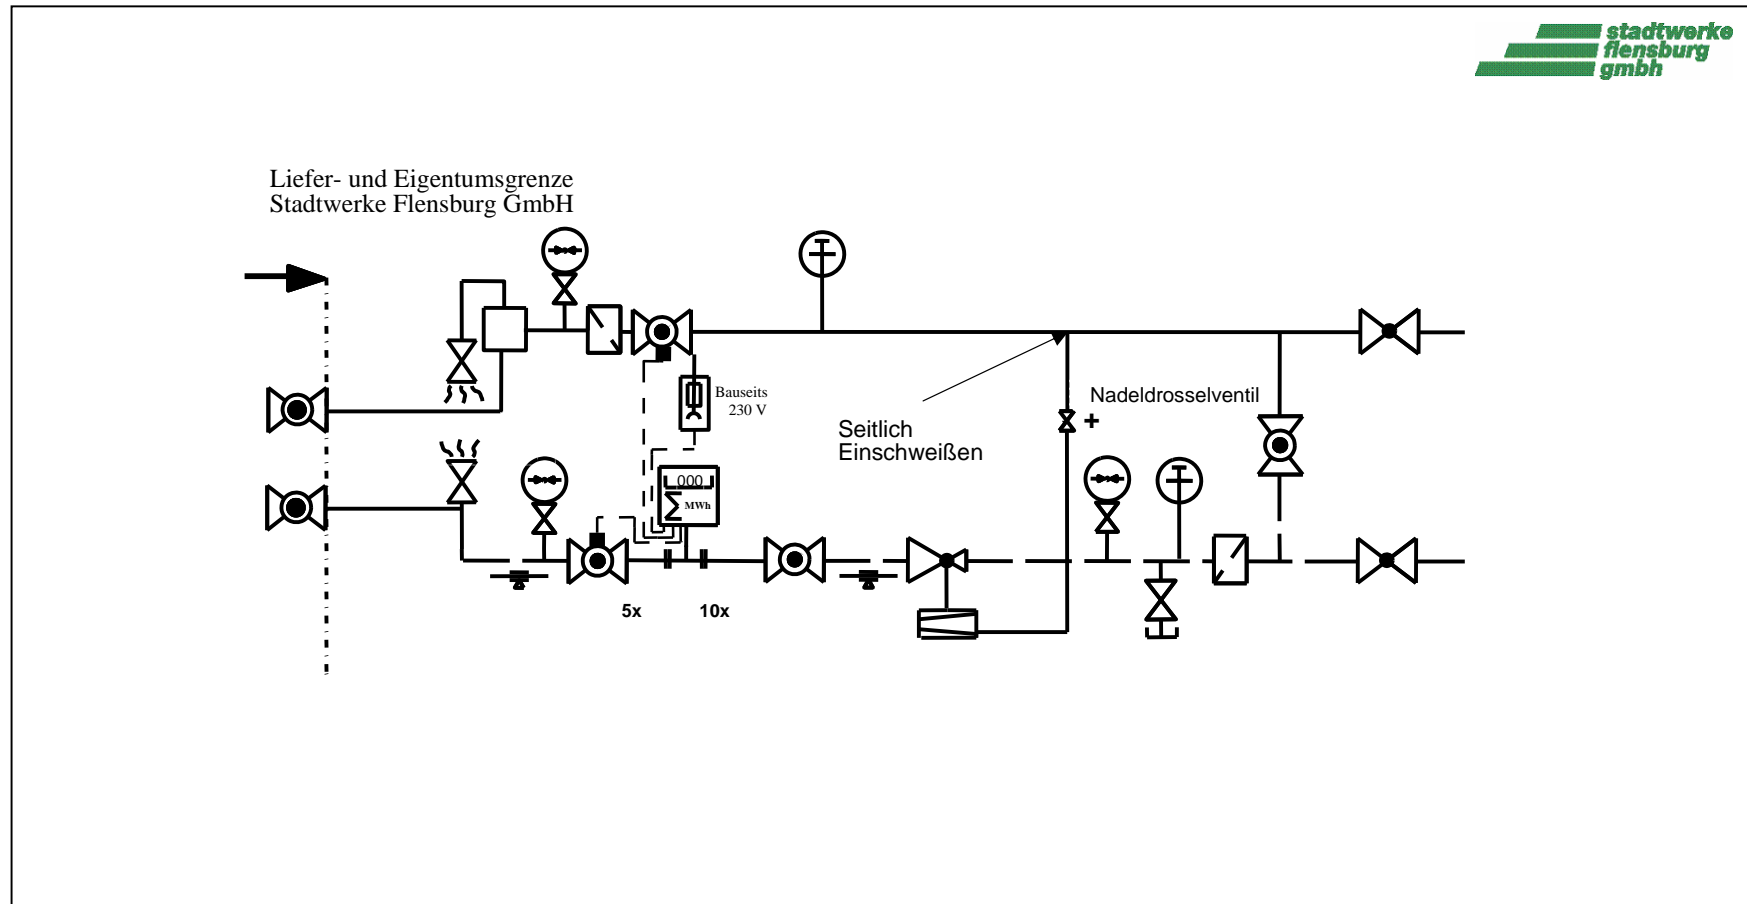 stadtwerke
flensburg
gmbh
Liefer- und Eigentumsgrenze
Stadtwerke Flensburg GmbH
Bauseits
230 V
Nadeldrosselventil
+
Seitlich
Einschweißen
000
Σ MWh
5x 10x